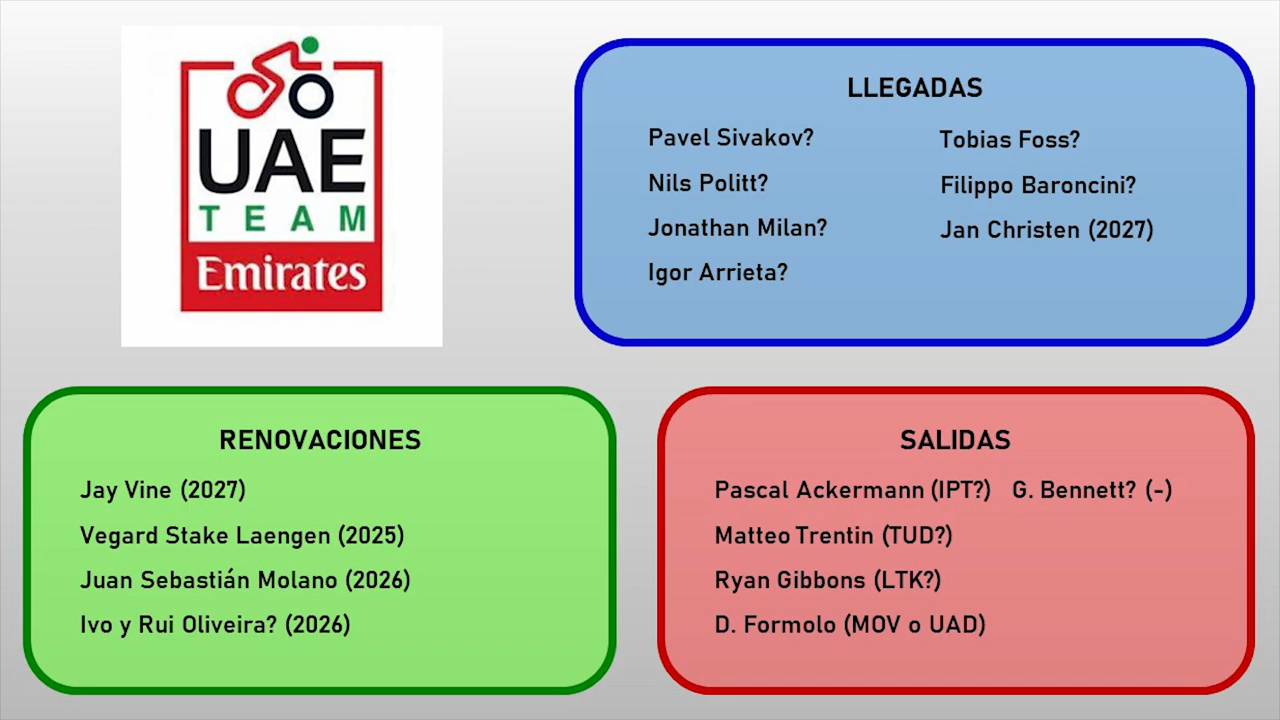 UAE
TEAM
Emirates
LLEGADAS
Pavel Sivakov?
Nils Politt?
Jonathan Milan?
Igor Arrieta?
Tobias Foss?
Filippo Baroncini?
Jan Christen (2027)
RENOVACIONES
Jay Vine (2027)
Vegard Stake Laengen (2025)
Juan Sebastián Molano (2026)
Ivo y Rui Oliveira? (2026)
SALIDAS
Pascal Ackermann (IPT?) G. Bennett? (-)
Matteo Trentin (TUD?)
Ryan Gibbons (LTK?)
D. Formolo (MOV o UAD)